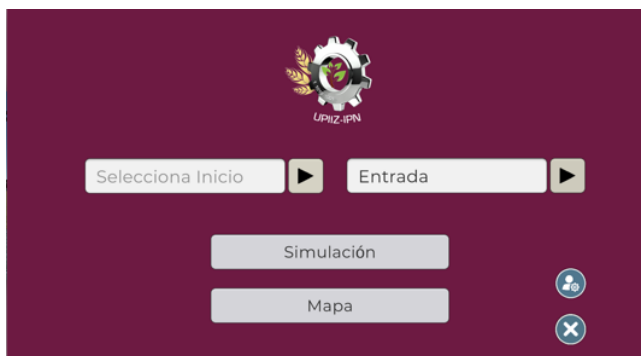 UPIIZ-IPN
Selecciona Inicio
Entrada
Simulación
Mapa